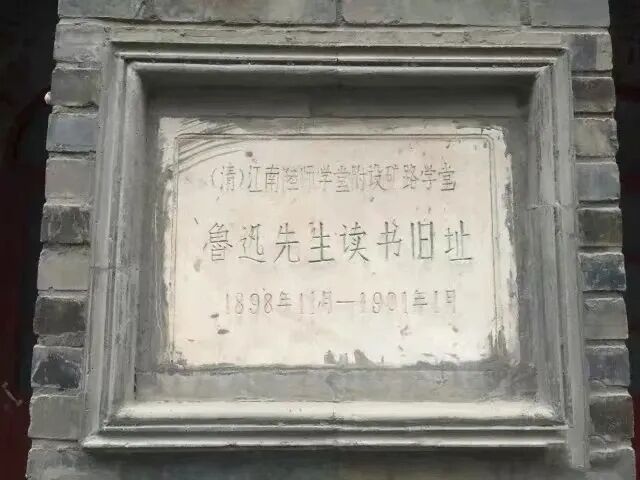 (清)江南陆师学堂附设矿路学堂
鲁迅先生读书旧址
1898年11月—1901年1月